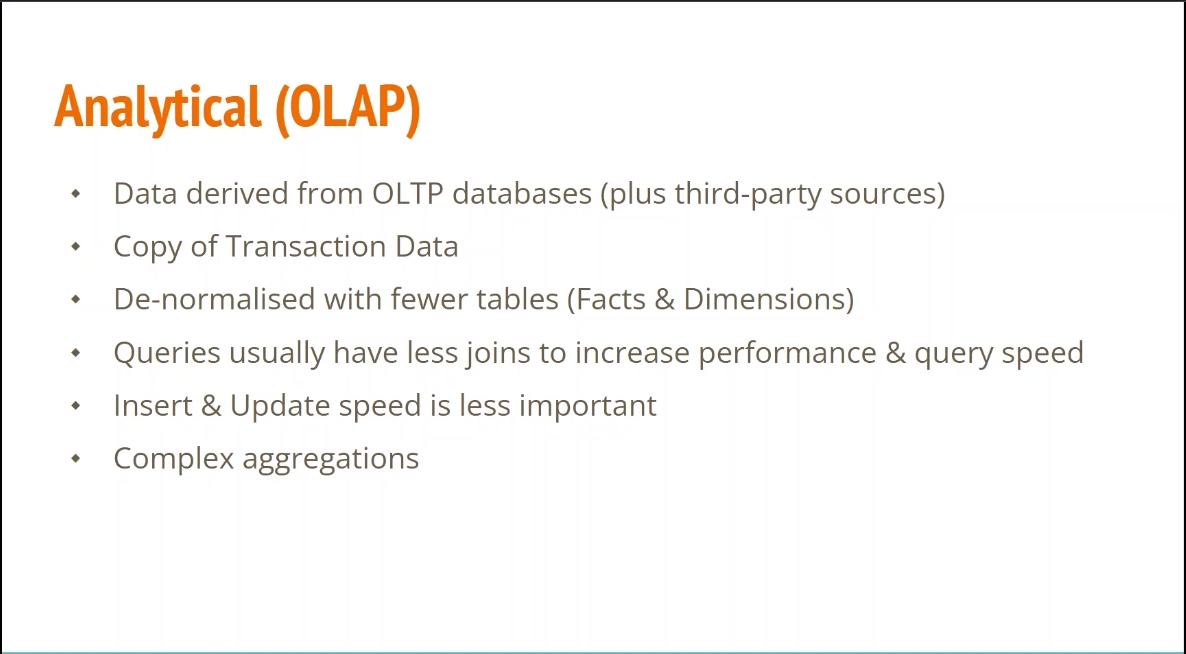 Analytical (OLAP)
Data derived from OLTP databases (plus third-party sources)
Copy of Transaction Data
De-normalised with fewer tables (Facts & Dimensions)
Queries usually have less joins to increase performance & query speed
Insert & Update speed is less important
Complex aggregations